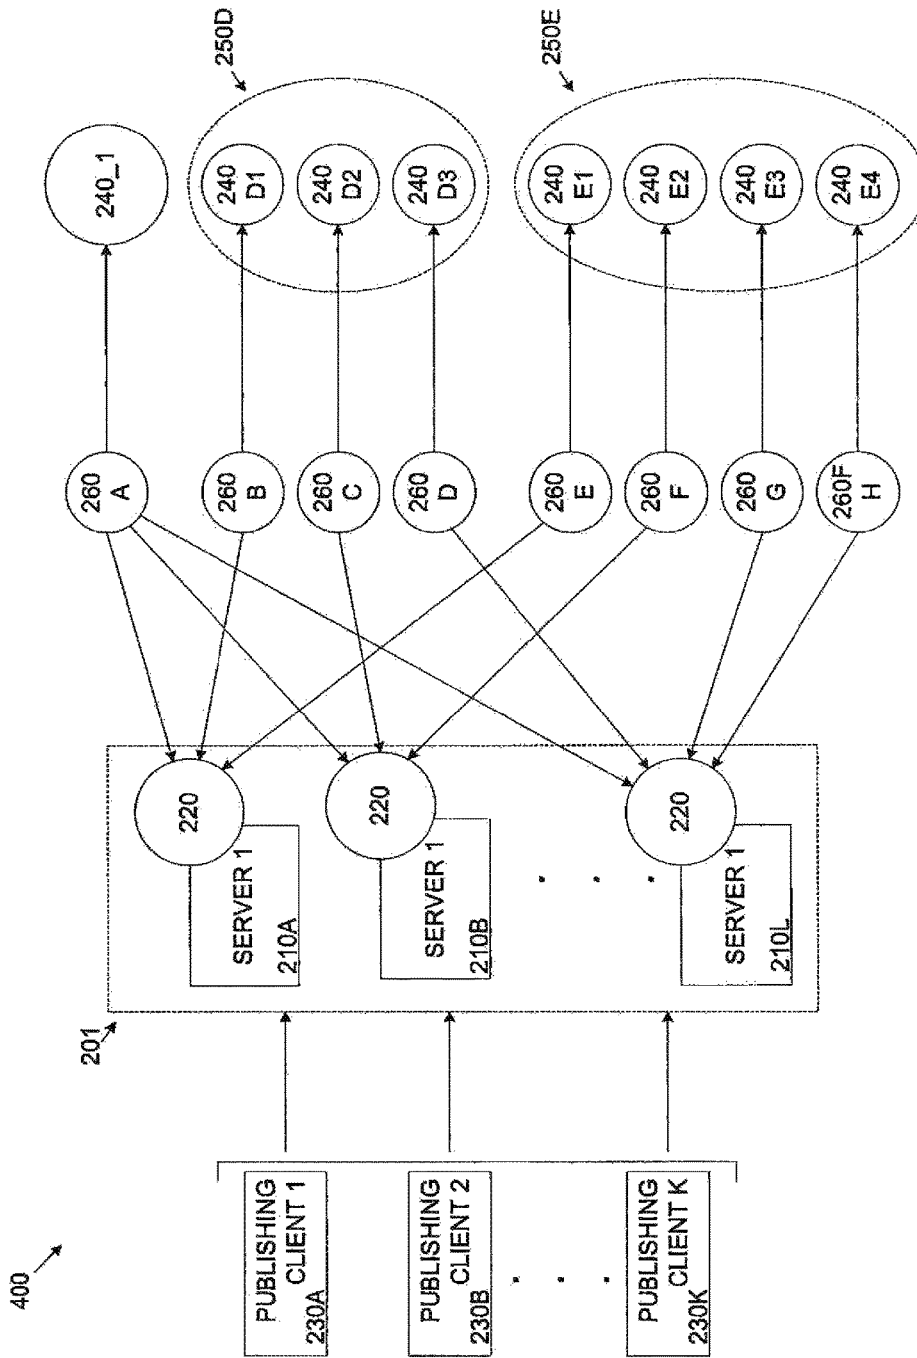 400
PUBLISHING
CLIENT 1
230A
PUBLISHING
CLIENT 2
230B
PUBLISHING
CLIENT K
230K
201
220
SERVER 1
210A
220
SERVER 1
210B
220
SERVER 1
210L
260
A
260
B
260
C
260
D
260
E
260
F
260
G
260F
H
240_1
240
D1
240
D2
240
D3
250D
240
E1
240
E2
240
E3
240
E4
250E